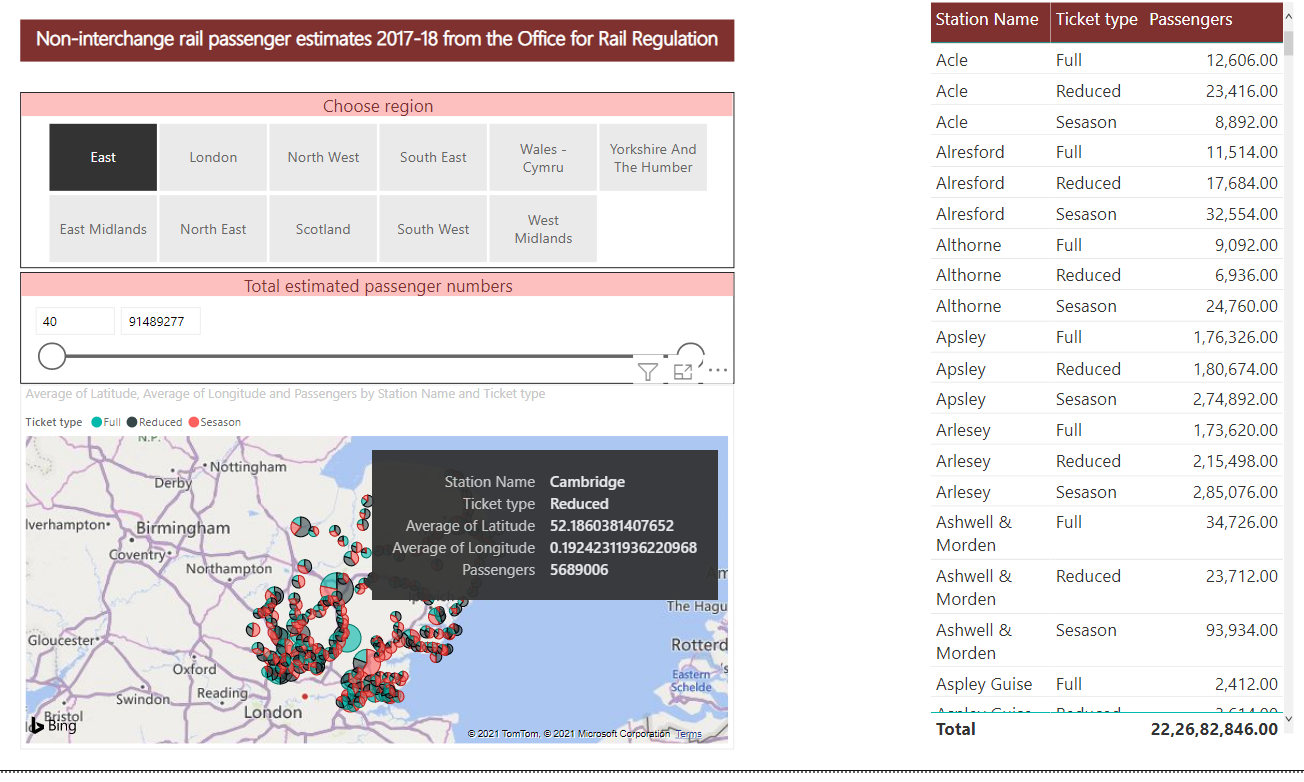 Non-interchange rail passenger estimates 2017-18 from the Office for Rail Regulation
Choose region
East
London
North West
South East
Wales -
Cymru
Yorkshire And
The Humber
East Midlands
North East
Scotland
South West
West
Midlands
Total estimated passenger numbers
40
91489277
Average of Latitude, Average of Longitude and Passengers by Station Name and Ticket type
Ticket type Full Reduced Sesason
N.P.
Nottingham
Derby
lverhampton
Birmingham
Coventry
Northampton
Gloucester
Oxford
Swindon
Reading
London
Bristol
The Hagu
Rotterd
Eastern
Schelde
Station Name Cambridge
Ticket type Reduced
Average of Latitude 52.1860381407652
Average of Longitude 0.19242311936220968
Passengers 5689006
Bing
© 2021 TomTom, © 2021 Microsoft Corporation Terms
Station Name Ticket type Passengers
Acle Full 12,606.00
Acle Reduced 23,416.00
Acle Sesason 8,892.00
Alresford Full 11,514.00
Alresford Reduced 17,684.00
Alresford Sesason 32,554.00
Althorne Full 9,092.00
Althorne Reduced 6,936.00
Althorne Sesason 24,760.00
Apsley Full 1,76,326.00
Apsley Reduced 1,80,674.00
Apsley Sesason 2,74,892.00
Arlesey Full 1,73,620.00
Arlesey Reduced 2,15,498.00
Arlesey Sesason 2,85,076.00
Ashwell & Full 34,726.00
Morden
Ashwell & Reduced 23,712.00
Morden
Ashwell & Sesason 93,934.00
Morden
Aspley Guise Full 2,412.00
Total 22,26,82,846.00